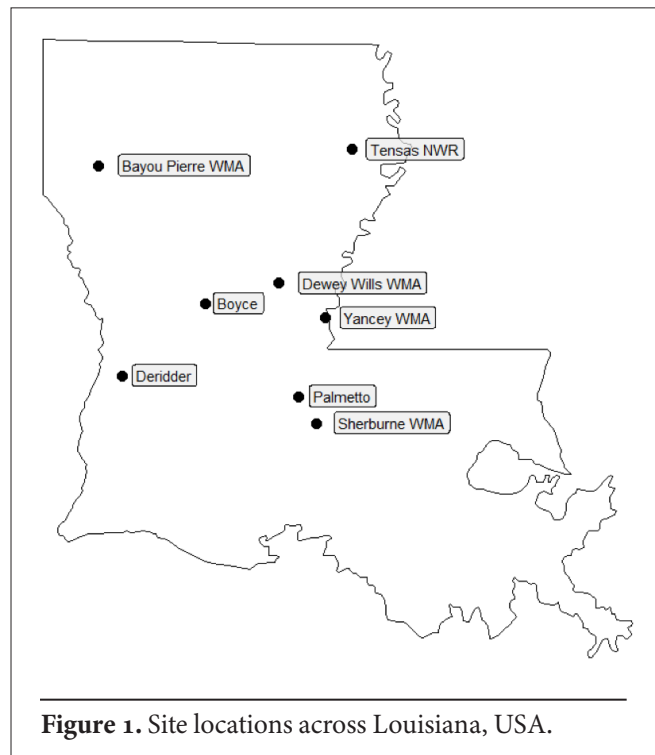 Tensas NWR
Bayou Pierre WMA
Dewey Wills WMA
Boyce
Yancey WMA
Deridder
Palmetto
Sherburne WMA
Figure 1. Site locations across Louisiana, USA.